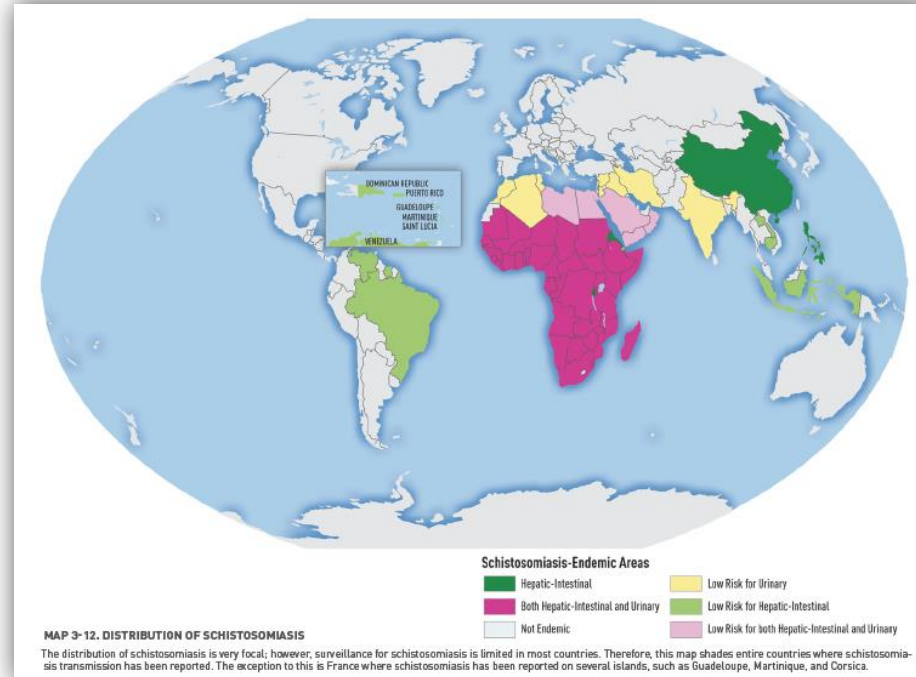 DOMINICAN REPUBLIC
PUERTO RICO
GUADELOUPE
MARTINIQUE
SAINT LUCIA
VENEZUELA
Schistosomiasis-Endemic Areas
Hepatic-Intestinal
Low Risk for Urinary
Both Hepatic-Intestinal and Urinary
Low Risk for Hepatic-Intestinal
Not Endemic
Low Risk for both Hepatic-Intestinal and Urinary
MAP 3-12. DISTRIBUTION OF SCHISTOSOMIASIS
The distribution of schistosomiasis is very focal; however, surveillance for schistosomiasis is limited in most countries. Therefore, this map shades entire countries where schistosomia-
sis transmission has been reported. The exception to this is France where schistosomiasis has been reported on several islands, such as Guadeloupe, Martinique, and Corsica.